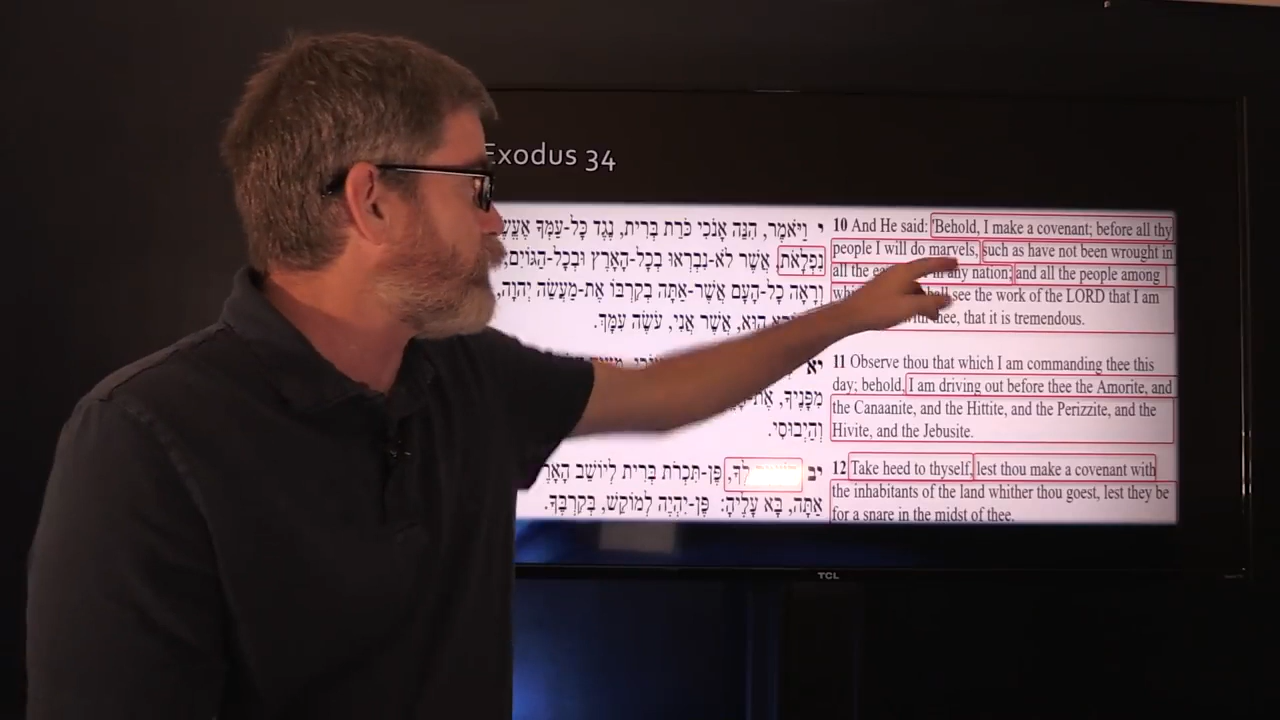 Exodus 34
י וַיֹּאמֶר, הִנֵּה אָנֹכִי כֹּרֵת בְּרִית, נֶגֶד כָּל-עַמְּךָ
נִפְלָאֹת, אֲשֶׁר לֹא-נִבְרְאוּ בְכָל-הָאָרֶץ וּבְכָל-הַגּוֹיִם,
וְרָאָה כָל-הָעָם אֲשֶׁר-אַתָּה בְקִרְבּוֹ אֶת-מַעֲשֵׂה יְהוָה,
הוּא, אֲשֶׁר אֲנִי, עֹשֶׂה עִמָּךְ.
10 And He said: 'Behold, I make a covenant; before all thy
people I will do marvels, such as have not been wrought in
all the any nation; and all the people among
see the work of the LORD that I am
thee, that it is tremendous.
יא
מִפָּנֶיךָ,
וְהַיְבוּסִי.
11 Observe thou that which I am commanding thee this
day; behold, I am driving out before thee the Amorite, and
the Canaanite, and the Hittite, and the Perizzite, and the
Hivite, and the Jebusite.
יב לְךָ, פֶּן-תִּכְרֹת בְּרִית לְיוֹשֵׁב
אַתָּה, בָּא עָלֶיהָ: פֶּן-יִהְיֶה לְמוֹקֵשׁ, בְּקִרְבֶּךָ.
12 Take heed to thyself, lest thou make a covenant with
the inhabitants of the land whither thou goest, lest they be
for a snare in the midst of thee.
TCL